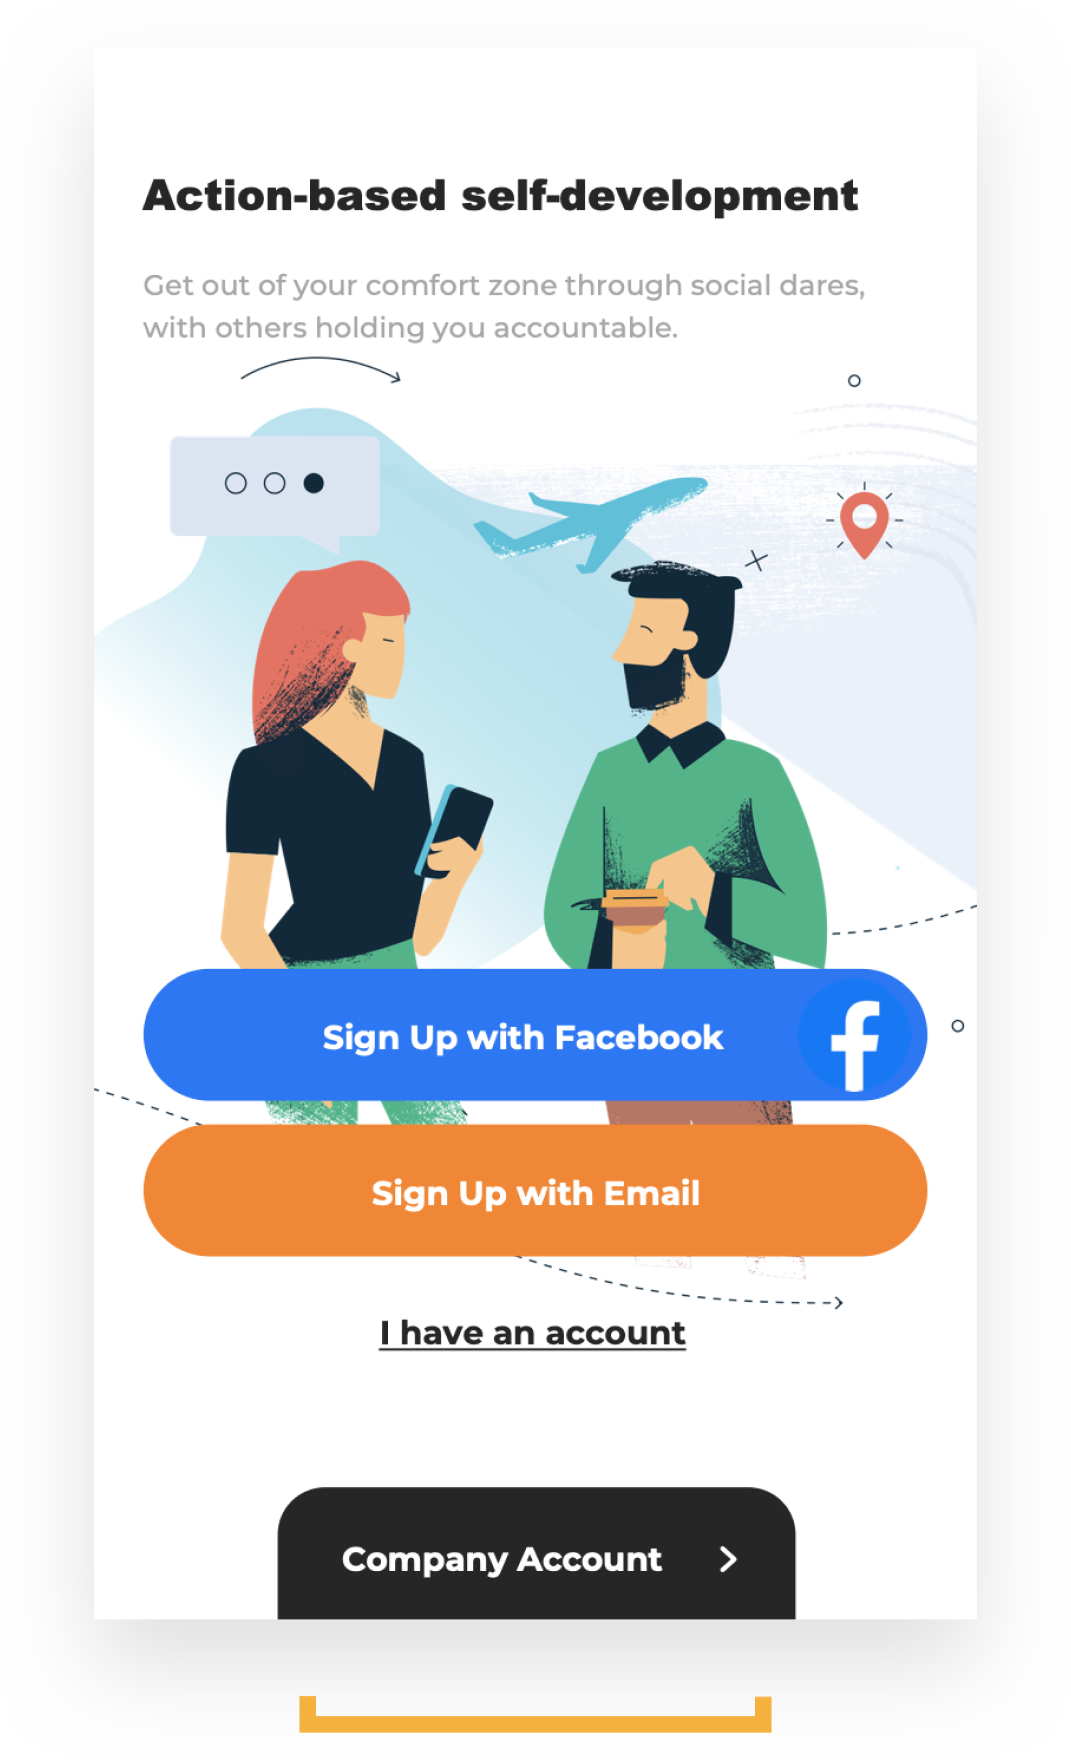 Action-based self-development
Get out of your comfort zone through social dares,
with others holding you accountable.
Sign Up with Facebook
Sign Up with Email
I have an account
Company Account